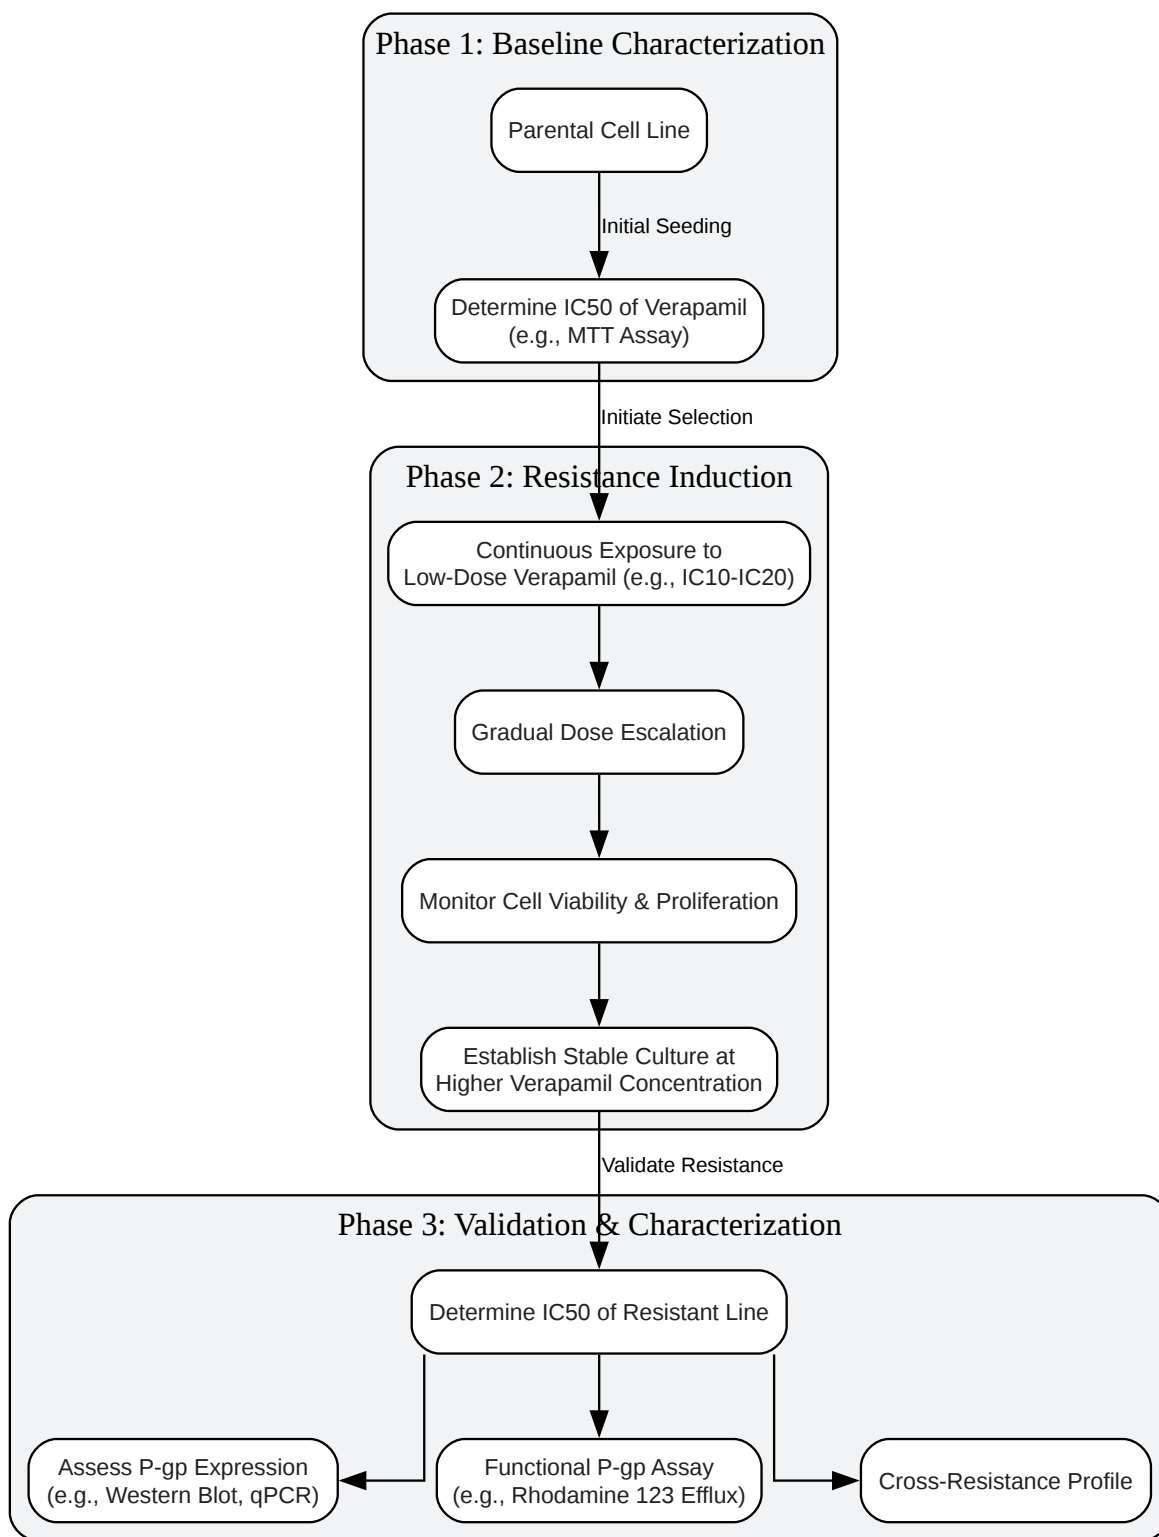 Phase 1: Baseline Characterization
Parental Cell Line
Initial Seeding
Determine IC50 of Verapamil
(e.g., MTT Assay)
Initiate Selection
Phase 2: Resistance Induction
Continuous Exposure to
Low-Dose Verapamil (e.g., IC10-IC20)
Gradual Dose Escalation
Monitor Cell Viability & Proliferation
Establish Stable Culture at
Higher Verapamil Concentration
Validate Resistance
Phase 3: Validation & Characterization
Determine IC50 of Resistant Line
Assess P-gp Expression
(e.g., Western Blot, qPCR)
Functional P-gp Assay
(e.g., Rhodamine 123 Efflux)
Cross-Resistance Profile